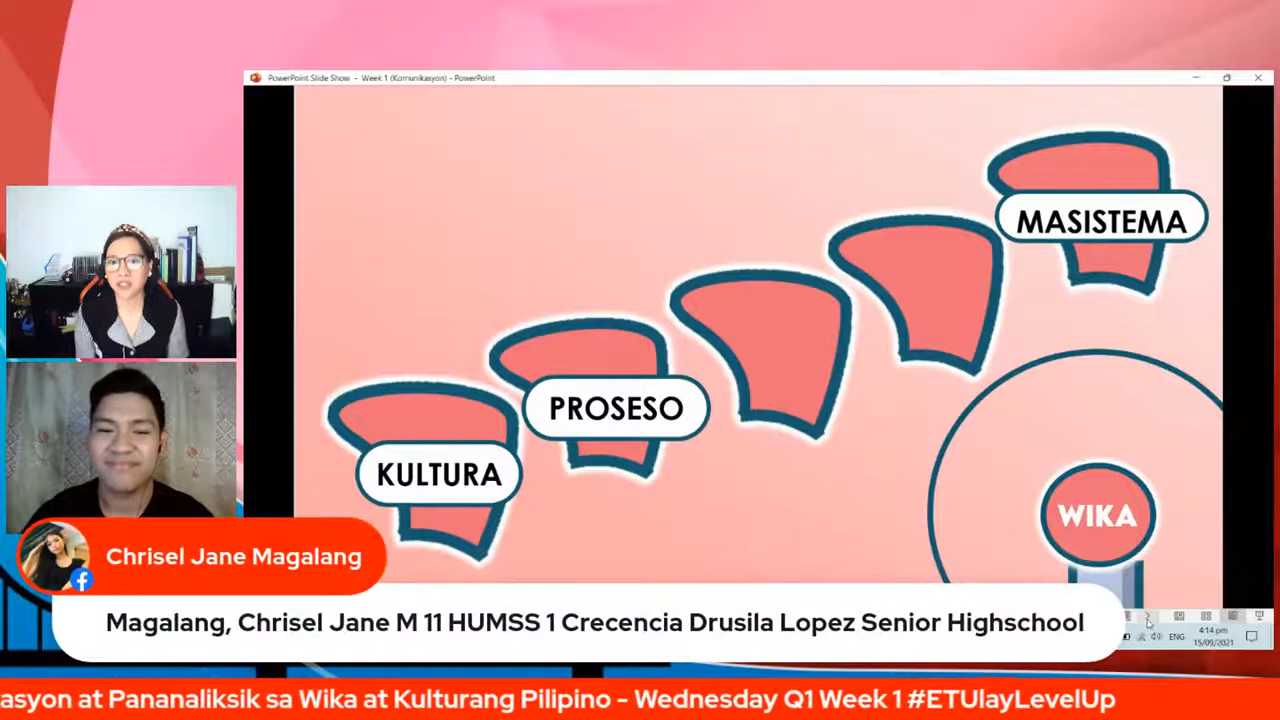 PowerPoint Slide Show - Week 1 (Komunikasyon) - PowerPoint
MASISTEMA
PROSESO
KULTURA
WIKA
Chrisel Jane Magalang
Magalang, Chrisel Jane M 11 HUMSS 1 Crecencia Drusila Lopez Senior Highschool
ENG
4:14 pm
15/09/2021
asyon at Pananaliksik sa Wika at Kulturang Pilipino - Wednesday Q1 Week 1 #ETUlayLevelUp